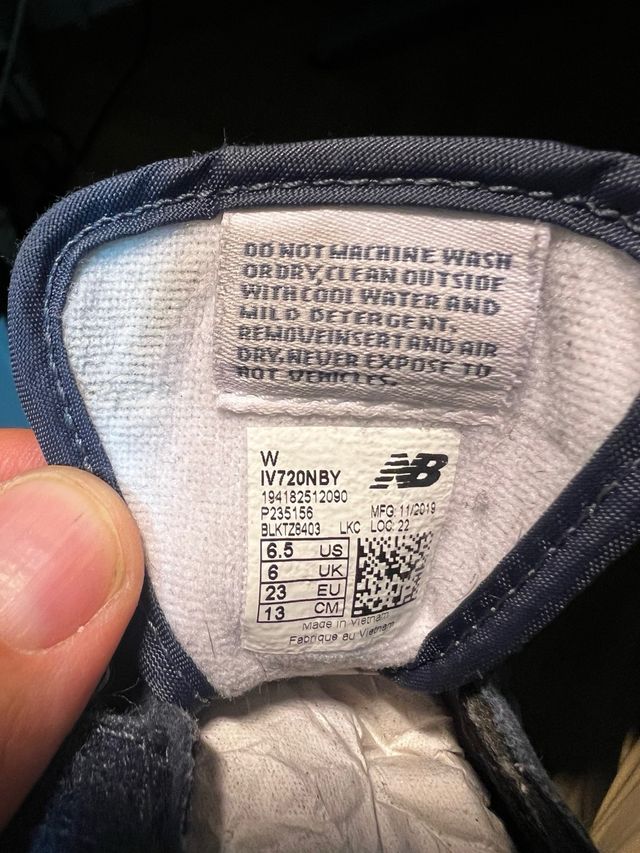 DO NOT MACHINE WASH
OR DRY, CLEAN OUTSIDE
WITH COOL WATER AND
MILD DETERGENT.
REMOVE INSERT AND AIR
DRY. NEVER EXPOSE TO
HOT VEHICLES.
W
IV720NBY
NB
194182512090
P235156 MFG: 11/2019
BLKTZ8403 LKC LOC: 22
6.5 US
6 UK
23 EU
13 CM
Made in Vietnam
Fabrique au Vietnam